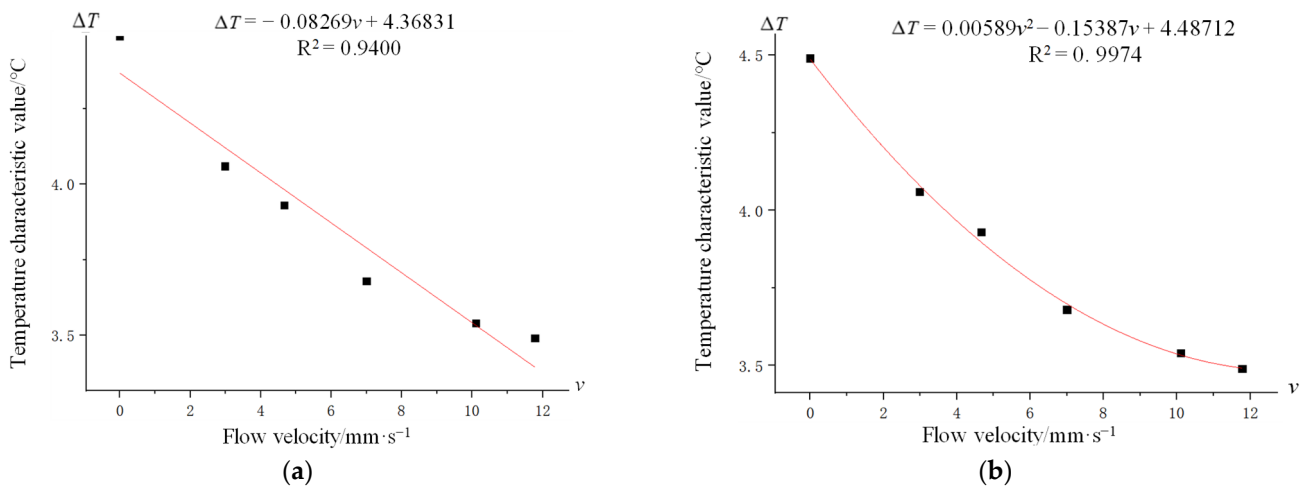 ΔT
ΔT = − 0.08269v + 4.36831
R² = 0.9400
Temperature characteristic value/°C
4.0
3.5
0 2 4 6 8 10 12
v
Flow velocity/mm·s⁻¹
(a)
ΔT
ΔT = 0.00589v² − 0.15387v + 4.48712
R² = 0. 9974
Temperature characteristic value/°C
4.5
4.0
3.5
0 2 4 6 8 10 12
v
Flow velocity/mm·s⁻¹
(b)